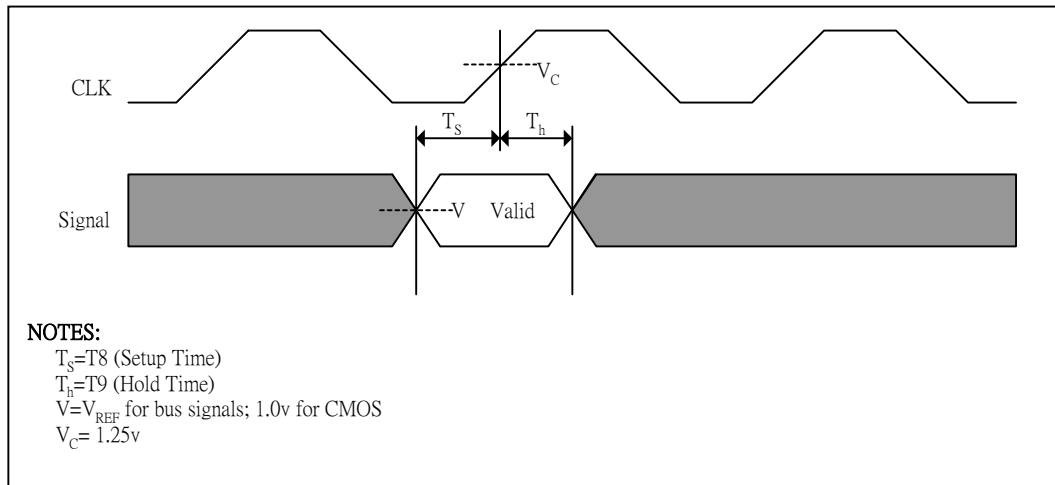 CLK
V_C
T_S
T_h
Signal
V
Valid
NOTES:
T_S=T8 (Setup Time)
T_h=T9 (Hold Time)
V=V_REF for bus signals; 1.0v for CMOS
V_C= 1.25v